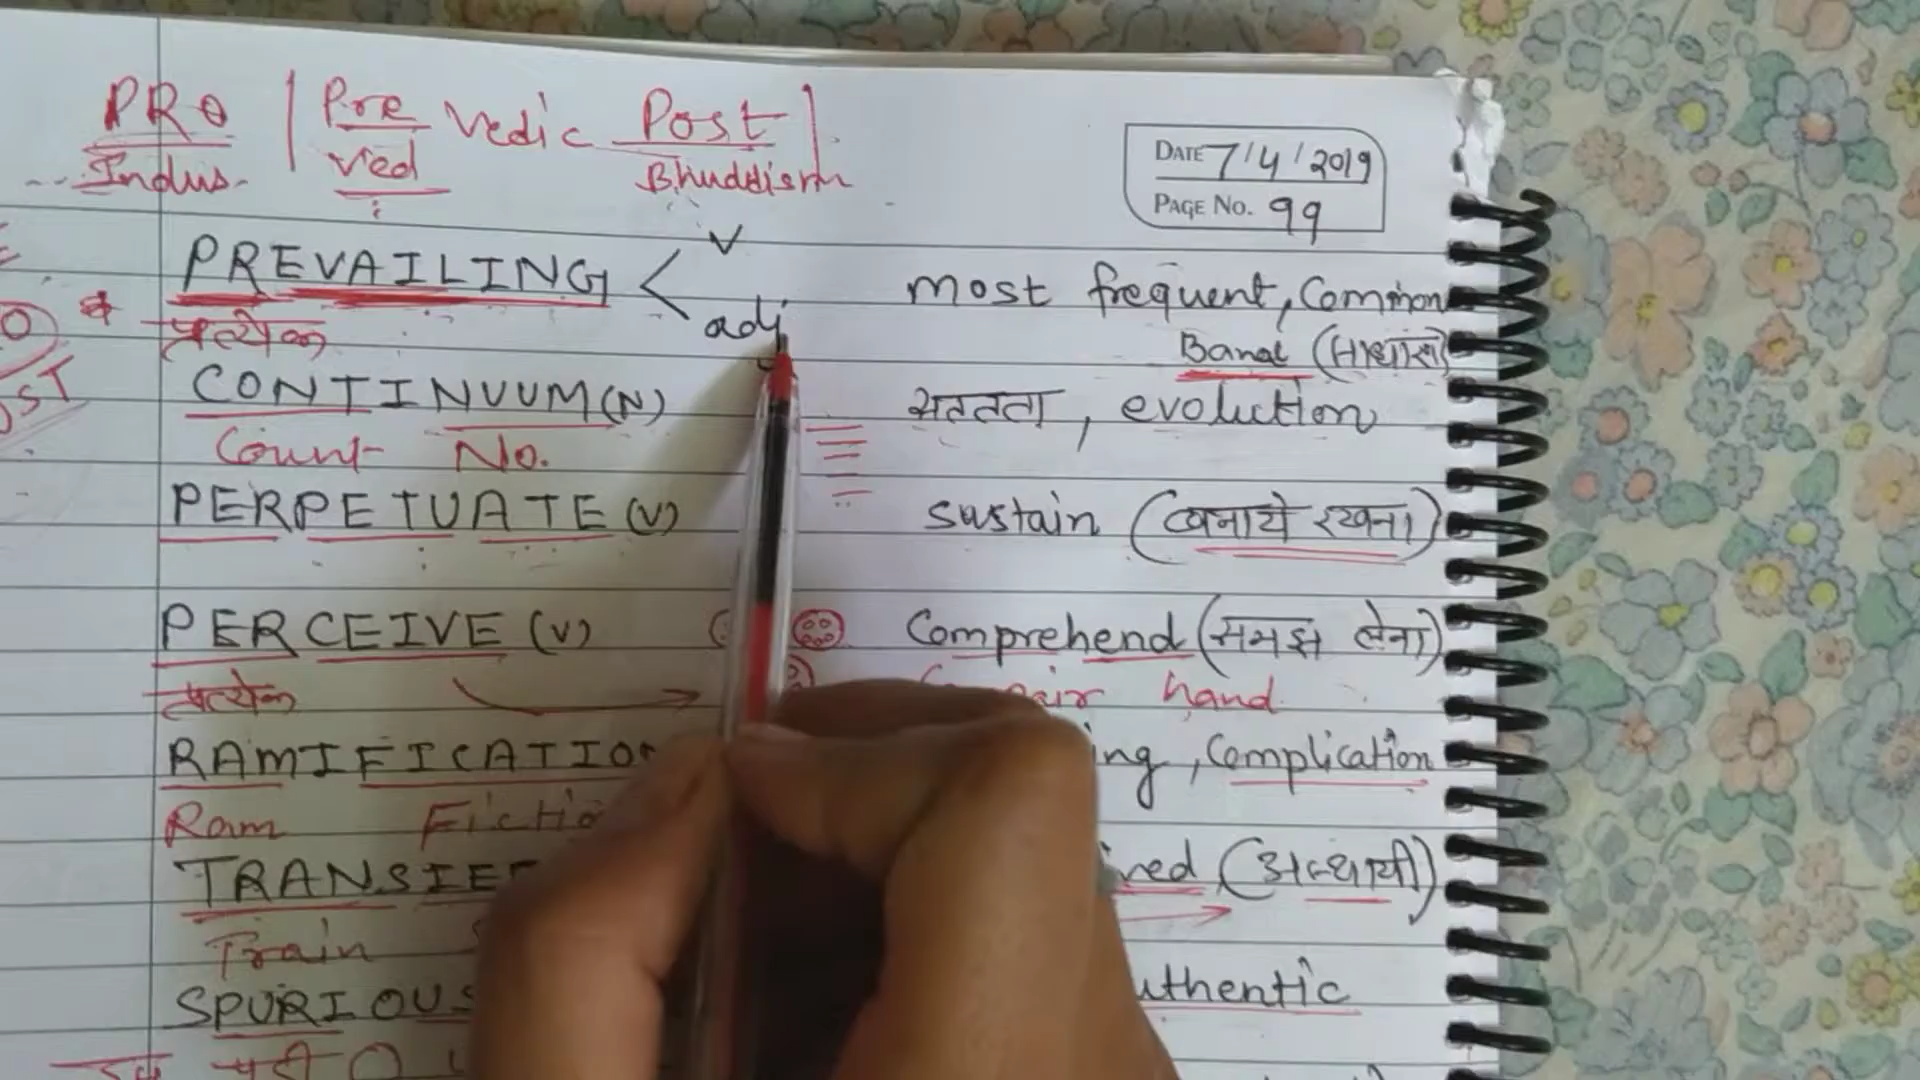 PRO | Pre Vedic Post |
Indus ved Bhuddism
DATE 7/4/2019
PAGE No. 99
PREVAILING < v adj most frequent, Common
प्रत्येक Banal
CONTINUUM (N) सततता, evolution
Count No.
PERPETUATE (V) sustain (बनाये रखना)
PERCEIVE (V) Comprehend (समझ लेना)
प्रत्येक hand
RAMIFICATIO ing, Complication
Ram Fictio
TRANSIE ived (अस्थायी)
Train
SPURIOUS uthentic